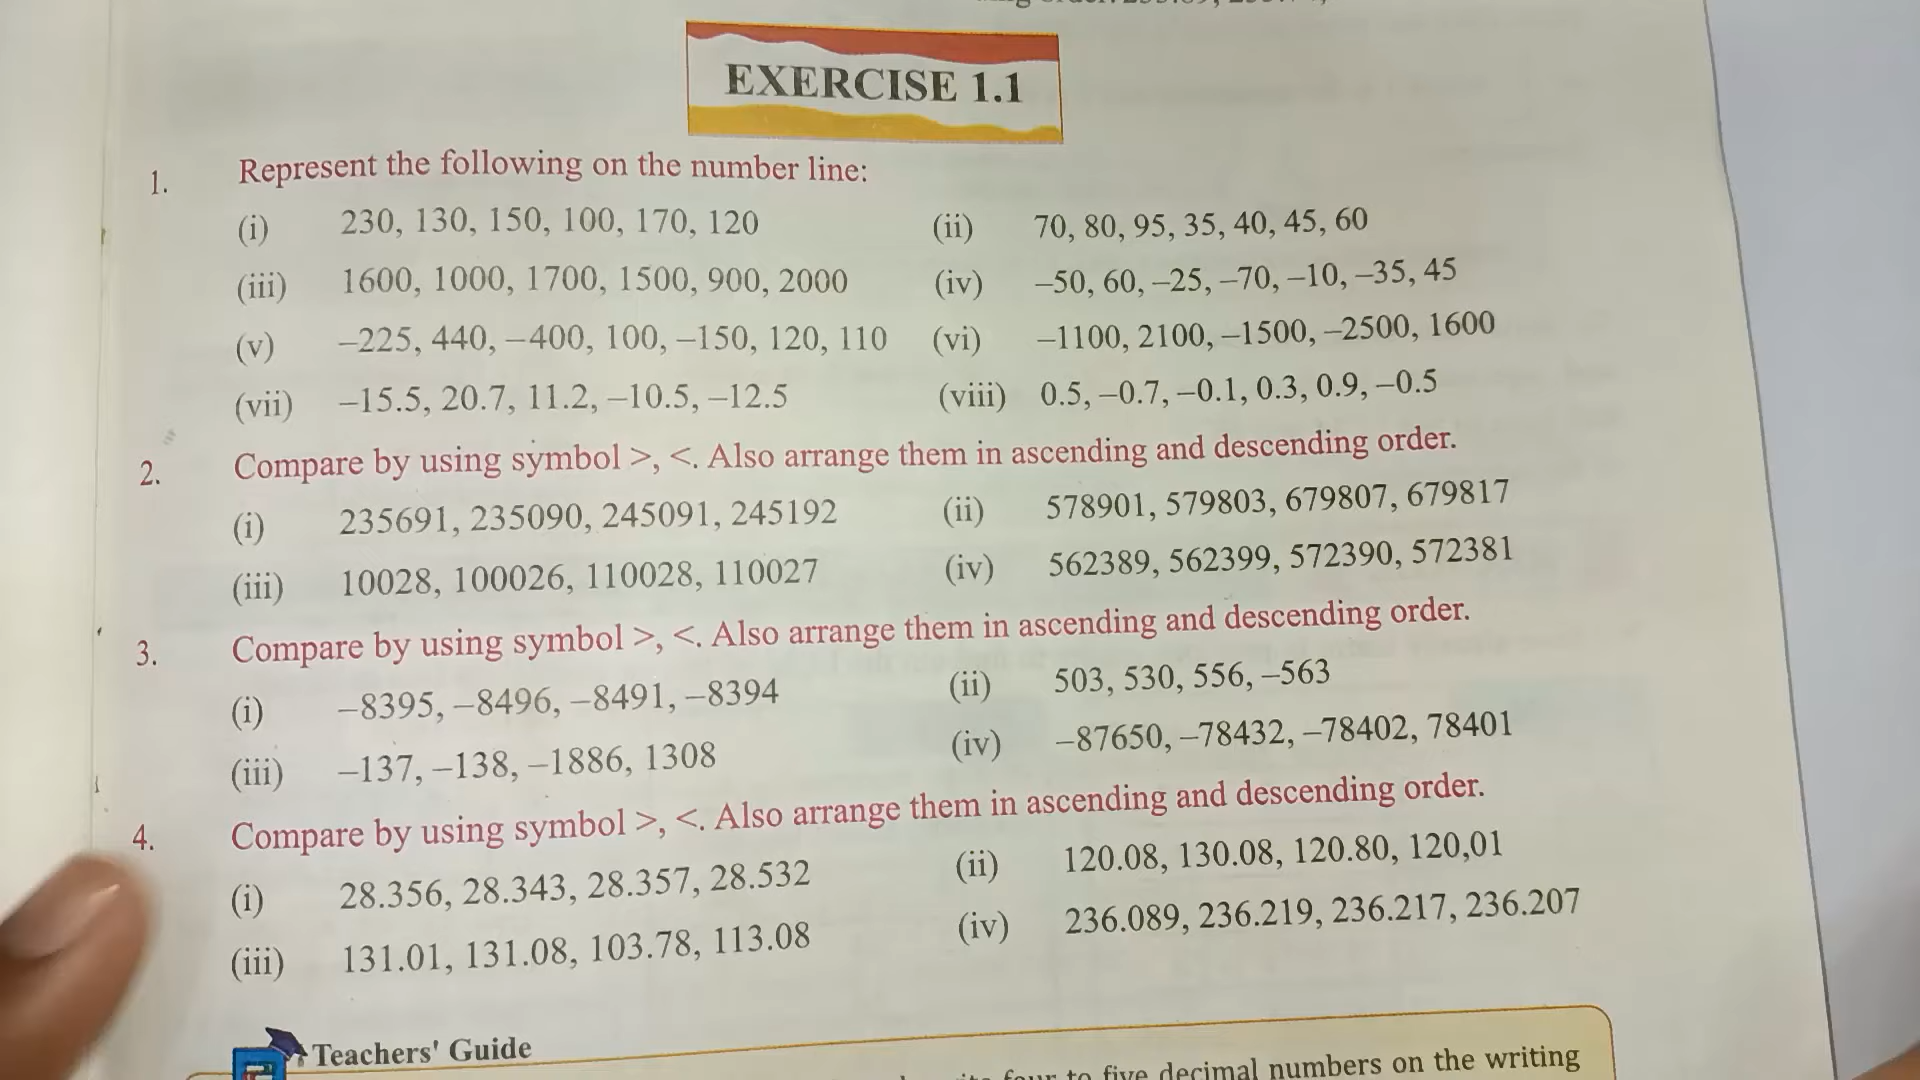 EXERCISE 1.1
1. Represent the following on the number line:
(i) 230, 130, 150, 100, 170, 120 (ii) 70, 80, 95, 35, 40, 45, 60
(iii) 1600, 1000, 1700, 1500, 900, 2000 (iv) –50, 60, –25, –70, –10, –35, 45
(v) –225, 440, –400, 100, –150, 120, 110 (vi) –1100, 2100, –1500, –2500, 1600
(vii) –15.5, 20.7, 11.2, –10.5, –12.5 (viii) 0.5, –0.7, –0.1, 0.3, 0.9, –0.5
2. Compare by using symbol >, <. Also arrange them in ascending and descending order.
(i) 235691, 235090, 245091, 245192 (ii) 578901, 579803, 679807, 679817
(iii) 10028, 100026, 110028, 110027 (iv) 562389, 562399, 572390, 572381
3. Compare by using symbol >, <. Also arrange them in ascending and descending order.
(i) –8395, –8496, –8491, –8394 (ii) 503, 530, 556, –563
(iii) –137, –138, –1886, 1308 (iv) –87650, –78432, –78402, 78401
4. Compare by using symbol >, <. Also arrange them in ascending and descending order.
(i) 28.356, 28.343, 28.357, 28.532 (ii) 120.08, 130.08, 120.80, 120,01
(iii) 131.01, 131.08, 103.78, 113.08 (iv) 236.089, 236.219, 236.217, 236.207
Teachers' Guide
four to five decimal numbers on the writing